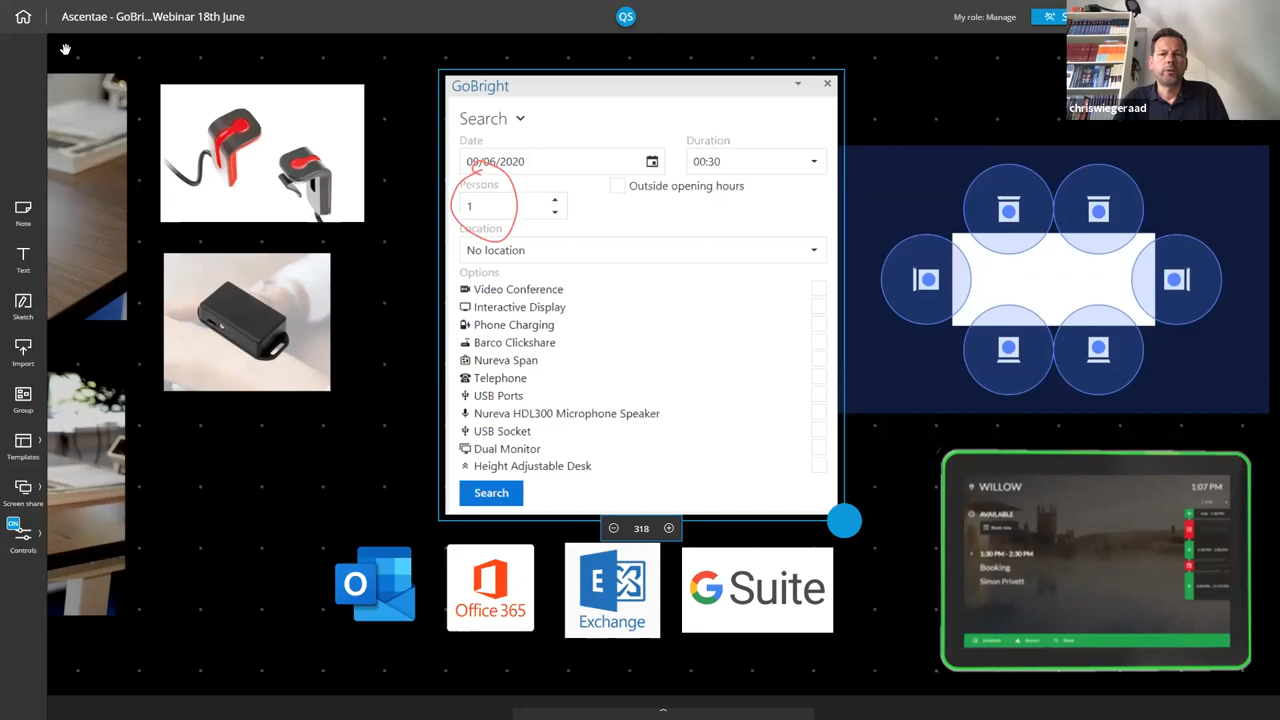 Ascentae - GoBri...Webinar 18th June
QS
My role: Manage
S
chriswiegeraad
Note
Text
Sketch
Import
Group
Templates
Screen share
ON
Controls
GoBright
Search
Date
Duration
09/06/2020
00:30
Persons
Outside opening hours
1
Location
No location
Options
Video Conference
Interactive Display
Phone Charging
Barco Clickshare
Nureva Span
Telephone
USB Ports
Nureva HDL300 Microphone Speaker
USB Socket
Dual Monitor
Height Adjustable Desk
Search
318
O
Office 365
E
Exchange
G Suite
WILLOW
1:07 PM
AVAILABLE
Book now
1:30 PM - 2:30 PM
Booking
Simon Privett